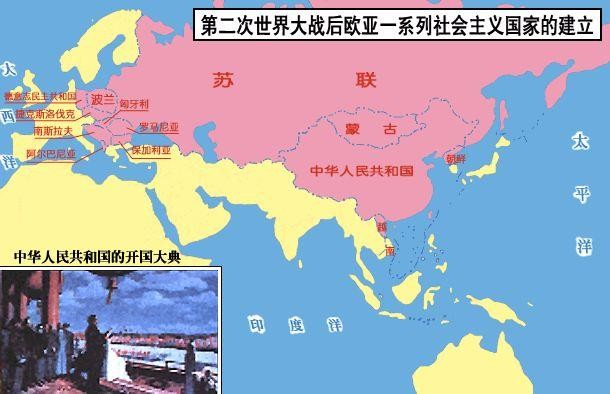 第二次世界大战后欧亚一系列社会主义国家的建立
苏 联
大西洋
德意志民主共和国
波兰
捷克斯洛伐克
匈牙利
南斯拉夫
罗马尼亚
阿尔巴尼亚
保加利亚
蒙 古
中华人民共和国
朝鲜
太平洋
越南
中华人民共和国的开国大典
印度洋